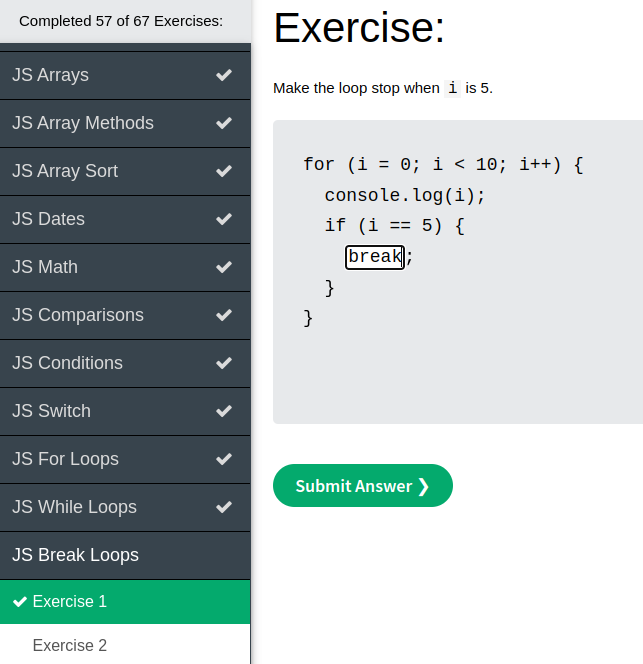 Completed 57 of 67 Exercises:
JS Arrays
JS Array Methods
JS Array Sort
JS Dates
JS Math
JS Comparisons
JS Conditions
JS Switch
JS For Loops
JS While Loops
JS Break Loops
Exercise 1
Exercise 2
Exercise:
Make the loop stop when i is 5.
for (i = 0; i < 10; i++) {
  console.log(i);
  if (i == 5) {
    break;
  }
}
Submit Answer ❯